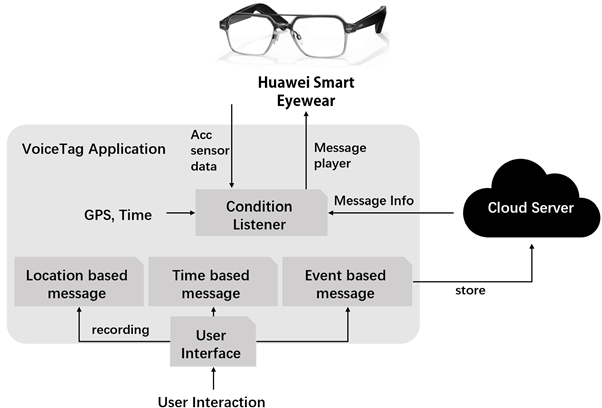 Huawei Smart
Eyewear
VoiceTag Application
Acc
sensor
data
Message
player
GPS, Time
Condition
Listener
Message Info
Cloud Server
Location based
message
Time based
message
Event based
message
store
recording
User
Interface
User Interaction